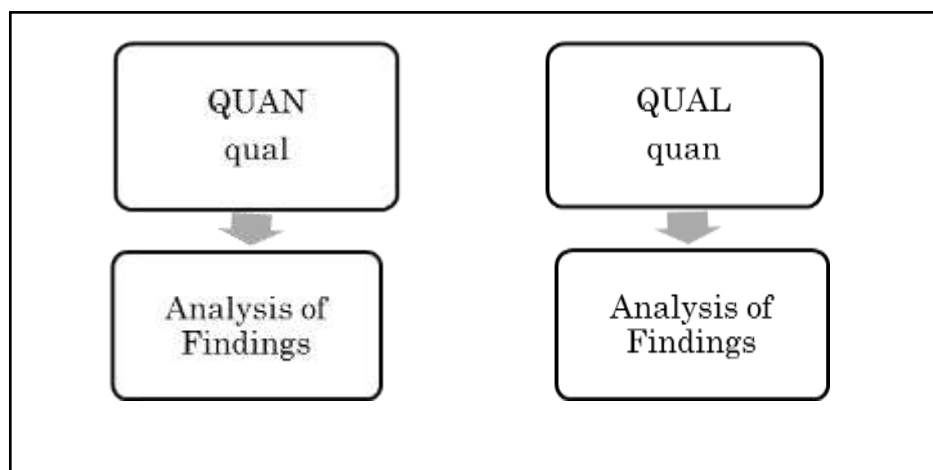 QUAN
qual
Analysis of
Findings
QUAL
quan
Analysis of
Findings